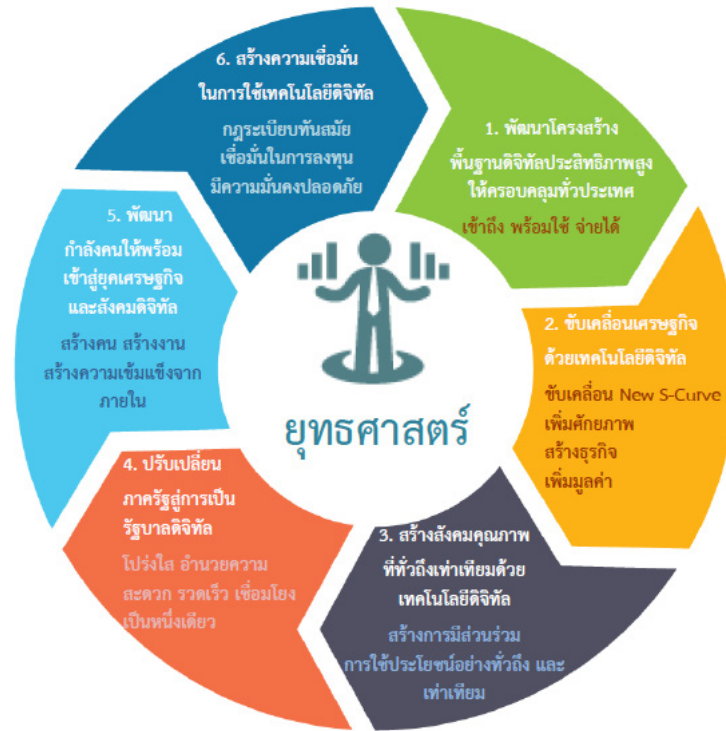 ยุทธศาสตร์
1. พัฒนาโครงสร้าง
พื้นฐานดิจิทัลประสิทธิภาพสูง
ให้ครอบคลุมทั่วประเทศ
เข้าถึง พร้อมใช้ จ่ายได้
2. ขับเคลื่อนเศรษฐกิจ
ด้วยเทคโนโลยีดิจิทัล
ขับเคลื่อน New S-Curve
เพิ่มศักยภาพ
สร้างธุรกิจ
เพิ่มมูลค่า
3. สร้างสังคมคุณภาพ
ที่ทั่วถึงเท่าเทียมด้วย
เทคโนโลยีดิจิทัล
สร้างการมีส่วนร่วม
การใช้ประโยชน์อย่างทั่วถึง และ
เท่าเทียม
4. ปรับเปลี่ยน
ภาครัฐสู่การเป็น
รัฐบาลดิจิทัล
โปร่งใส อำนวยความ
สะดวก รวดเร็ว เชื่อมโยง
เป็นหนึ่งเดียว
5. พัฒนา
กำลังคนให้พร้อม
เข้าสู่ยุคเศรษฐกิจ
และสังคมดิจิทัล
สร้างคน สร้างงาน
สร้างความเข้มแข็งจาก
ภายใน
6. สร้างความเชื่อมั่น
ในการใช้เทคโนโลยีดิจิทัล
กฎระเบียบทันสมัย
เชื่อมั่นในการลงทุน
มีความมั่นคงปลอดภัย